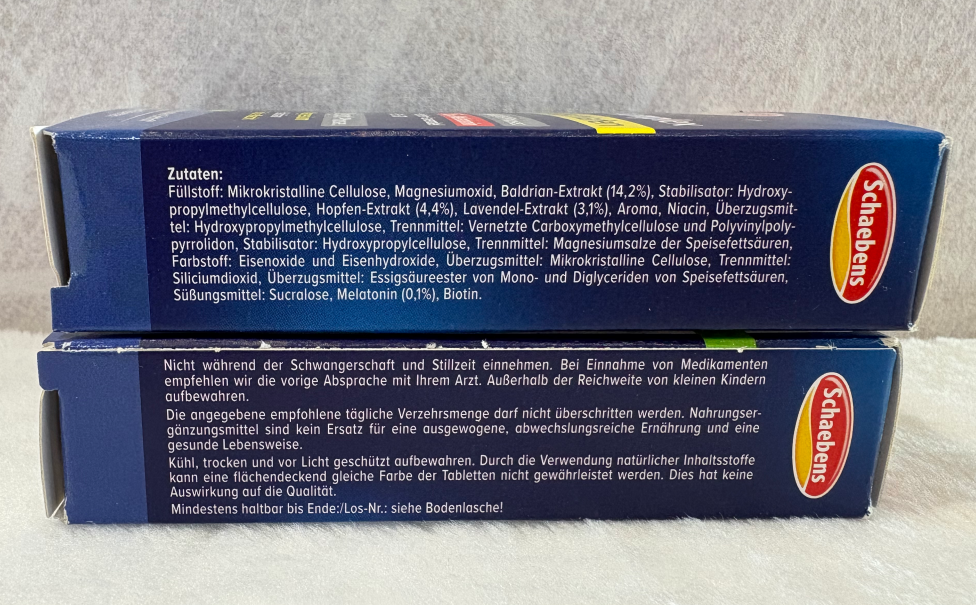 Zutaten:
Füllstoff: Mikrokristalline Cellulose, Magnesiumoxid, Baldrian-Extrakt (14,2%), Stabilisator: Hydroxy-
propylmethylcellulose, Hopfen-Extrakt (4,4%), Lavendel-Extrakt (3,1%), Aroma, Niacin, Überzugsmit-
tel: Hydroxypropylmethylcellulose, Trennmittel: Vernetzte Carboxymethylcellulose und Polyvinylpoly-
pyrrolidon, Stabilisator: Hydroxypropylcellulose, Trennmittel: Magnesiumsalze der Speisefettsäuren,
Farbstoff: Eisenoxide und Eisenhydroxide, Überzugmittel: Mikrokristalline Cellulose, Trennmittel:
Siliciumdioxid, Überzugsmittel: Essigsäureester von Mono- und Diglyceriden von Speisefettsäuren,
Süßungsmittel: Sucralose, Melatonin (0,1%), Biotin.
Schaebens
Nicht während der Schwangerschaft und Stillzeit einnehmen. Bei Einnahme von Medikamenten
empfehlen wir die vorige Absprache mit Ihrem Arzt. Außerhalb der Reichweite von kleinen Kindern
aufbewahren.
Die angegebene empfohlene tägliche Verzehrsmenge darf nicht überschritten werden. Nahrungser-
gänzungsmittel sind kein Ersatz für eine ausgewogene, abwechslungsreiche Ernährung und eine
gesunde Lebensweise.
Kühl, trocken und vor Licht geschützt aufbewahren. Durch die Verwendung natürlicher Inhaltsstoffe
kann eine flächendeckend gleiche Farbe der Tabletten nicht gewährleistet werden. Dies hat keine
Auswirkung auf die Qualität.
Mindestens haltbar bis Ende:/Los-Nr.: siehe Bodenlasche!
Schaebens